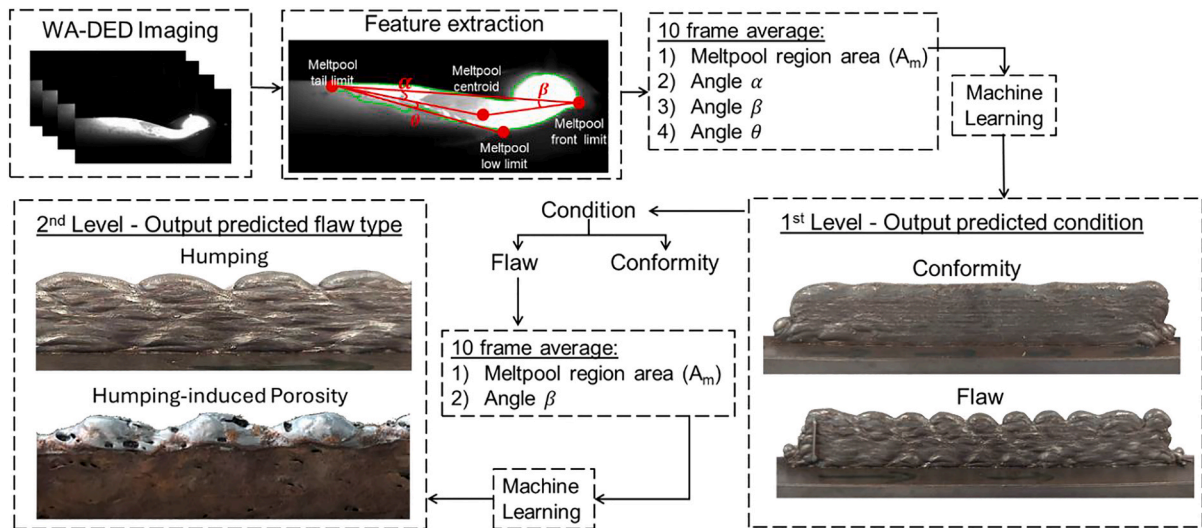 WA-DED Imaging
Feature extraction
Meltpool
tail limit
α
θ
Meltpool
centroid
β
Meltpool
low limit
Meltpool
front limit
10 frame average:
1) Meltpool region area (Aₘ)
2) Angle α
3) Angle β
4) Angle θ
Machine
Learning
1st Level - Output predicted condition
Conformity
Flaw
Condition
Flaw
Conformity
10 frame average:
1) Meltpool region area (Aₘ)
2) Angle β
Machine
Learning
2nd Level - Output predicted flaw type
Humping
Humping-induced Porosity